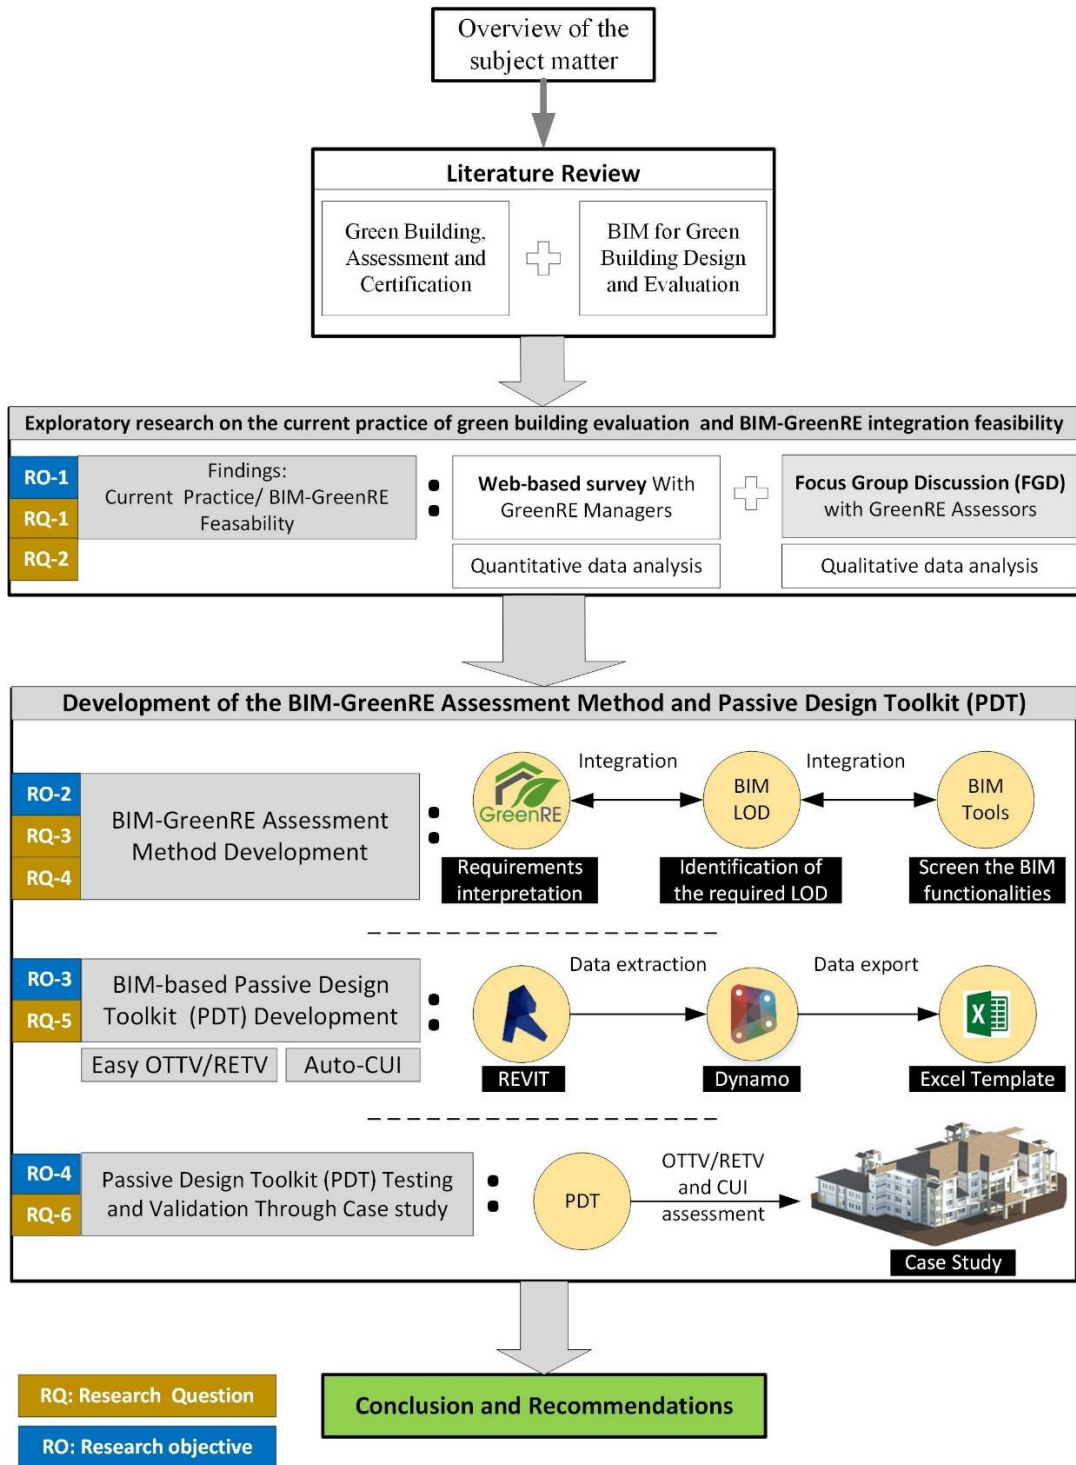 Overview of the
subject matter
Literature Review
Green Building,
Assessment and
Certification
BIM for Green
Building Design
and Evaluation
Exploratory research on the current practice of green building evaluation and BIM-GreenRE integration feasibility
RO-1
RQ-1
RQ-2
Findings:
Current Practice/ BIM-GreenRE
Feasability
:
Web-based survey With
GreenRE Managers
Quantitative data analysis
Focus Group Discussion (FGD)
with GreenRE Assessors
Qualitative data analysis
Development of the BIM-GreenRE Assessment Method and Passive Design Toolkit (PDT)
RO-2
RQ-3
RQ-4
BIM-GreenRE Assessment
Method Development
:
GreenRE
Requirements
interpretation
Integration
BIM
LOD
Identification of
the required LOD
Integration
BIM
Tools
Screen the BIM
functionalities
RO-3
RQ-5
BIM-based Passive Design
Toolkit (PDT) Development
Easy OTTV/RETV
Auto-CUI
:
R
REVIT
Data extraction
Dynamo
Data export
X
Excel Template
RO-4
RQ-6
Passive Design Toolkit (PDT) Testing
and Validation Through Case study
:
PDT
OTTV/RETV
and CUI
assessment
Case Study
RQ: Research Question
RO: Research objective
Conclusion and Recommendations